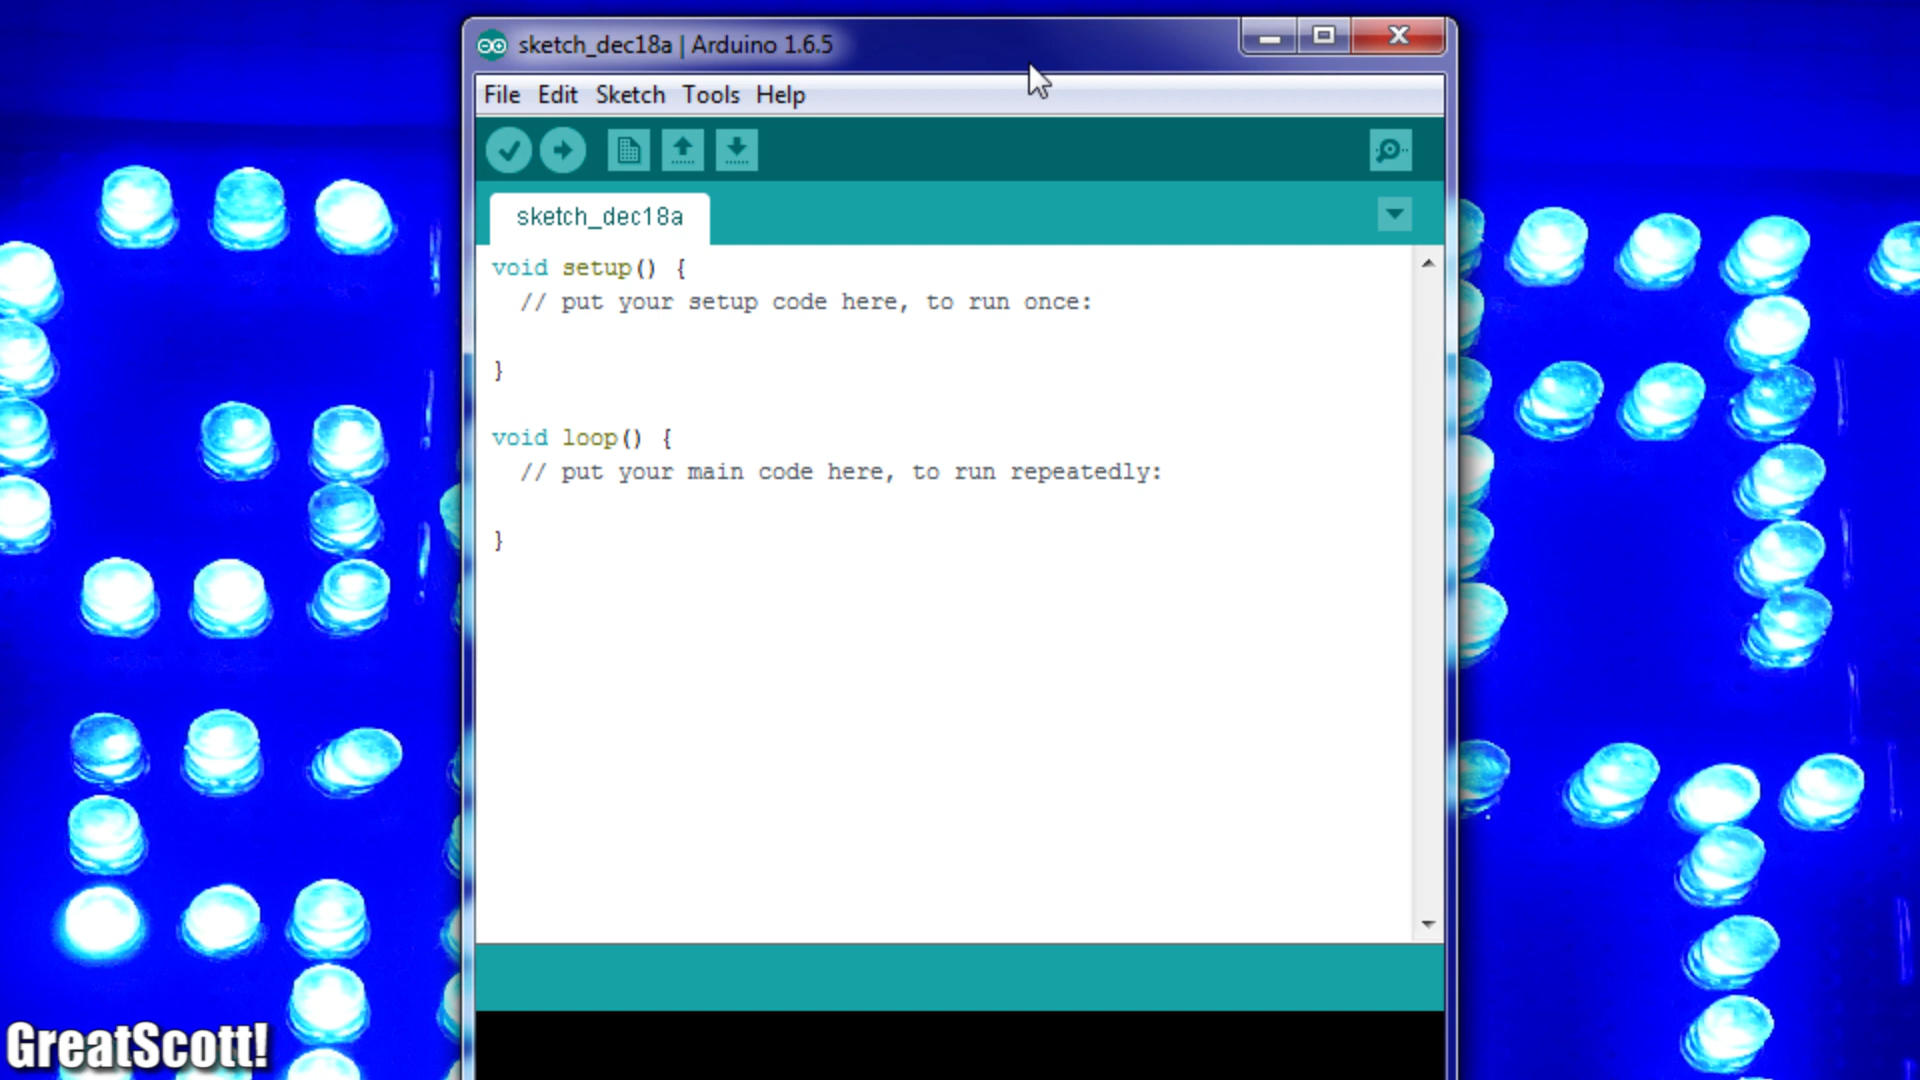 sketch_dec18a | Arduino 1.6.5
File Edit Sketch Tools Help
sketch_dec18a
void setup() {
  // put your setup code here, to run once:
}
void loop() {
  // put your main code here, to run repeatedly:
}
GreatScott!